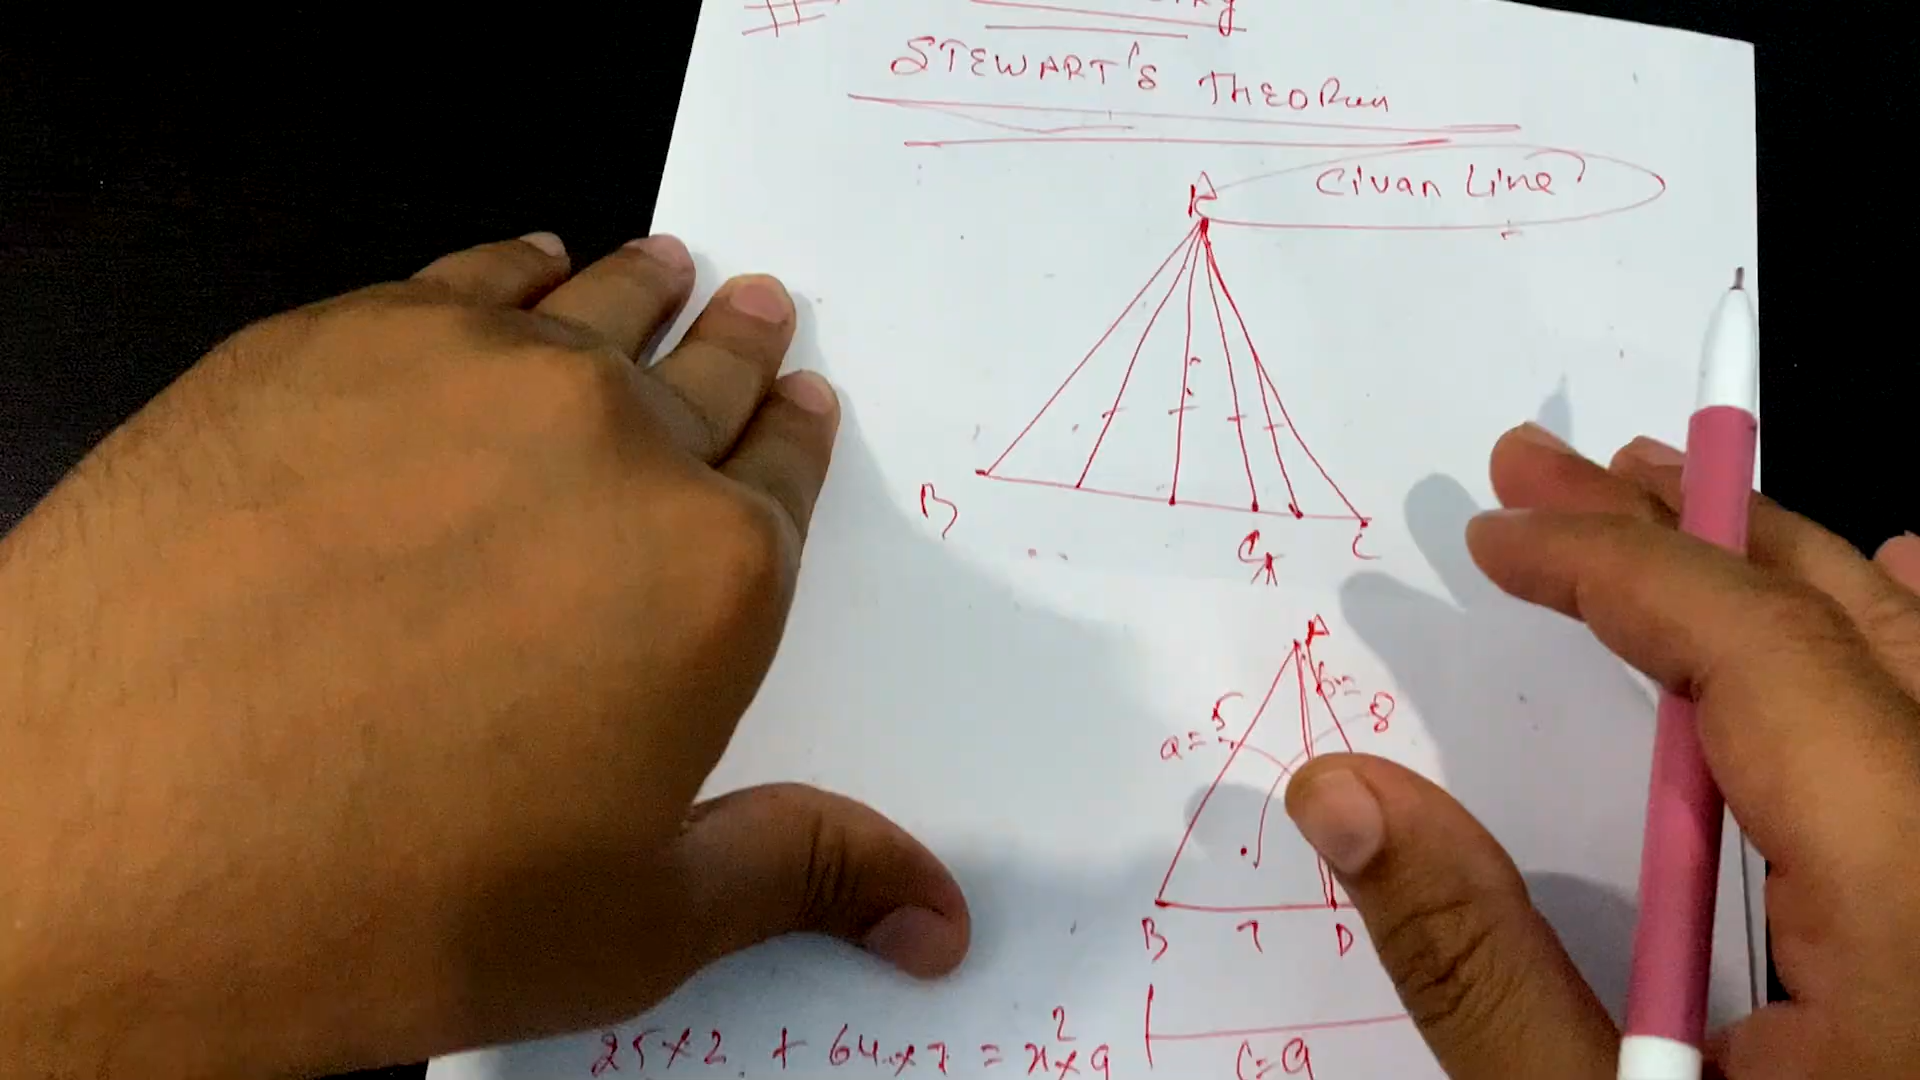 STEWART'S THEORem
Civan Line
A
B
C
A
a = 5
b =
8
B 7 D
25×2 + 64×7 = x²×9
C = 9